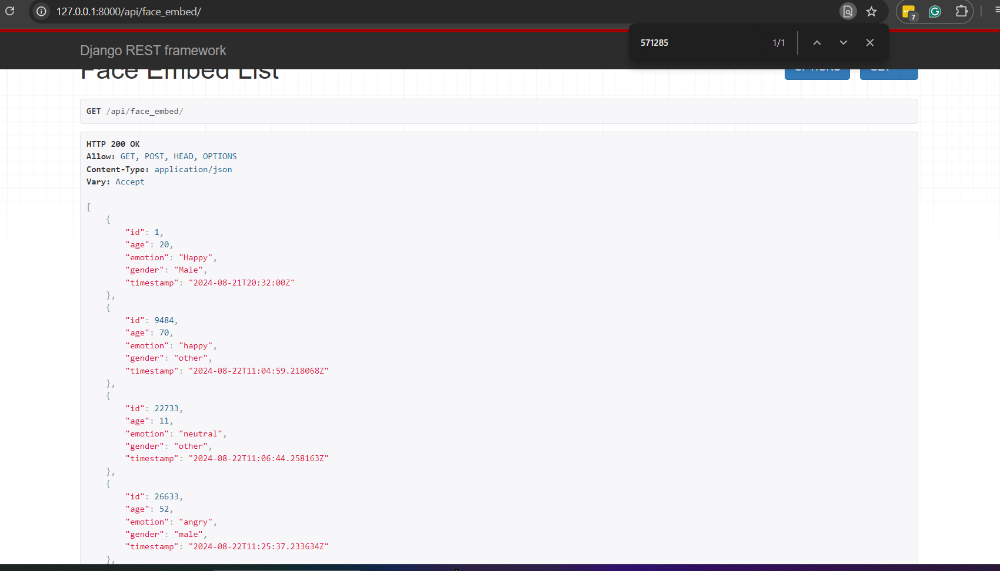 127.0.0.1:8000/api/face_embed/
7
571285
1/1
Django REST framework
Face Embed List
OPTIONS
GET
GET /api/face_embed/
HTTP 200 OK
Allow: GET, POST, HEAD, OPTIONS
Content-Type: application/json
Vary: Accept
[
{
"id": 1,
"age": 20,
"emotion": "Happy",
"gender": "Male",
"timestamp": "2024-08-21T20:32:00Z"
},
{
"id": 9484,
"age": 70,
"emotion": "happy",
"gender": "other",
"timestamp": "2024-08-22T11:04:59.218068Z"
},
{
"id": 22733,
"age": 11,
"emotion": "neutral",
"gender": "other",
"timestamp": "2024-08-22T11:06:44.258163Z"
},
{
"id": 26633,
"age": 52,
"emotion": "angry",
"gender": "male",
"timestamp": "2024-08-22T11:25:37.233634Z"
},